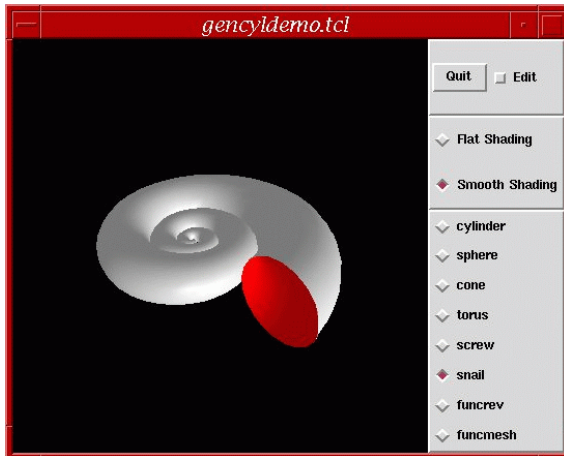 gencyldemo.tcl
Quit Edit
Flat Shading
Smooth Shading
cylinder
sphere
cone
torus
screw
snail
funcrev
funcmesh